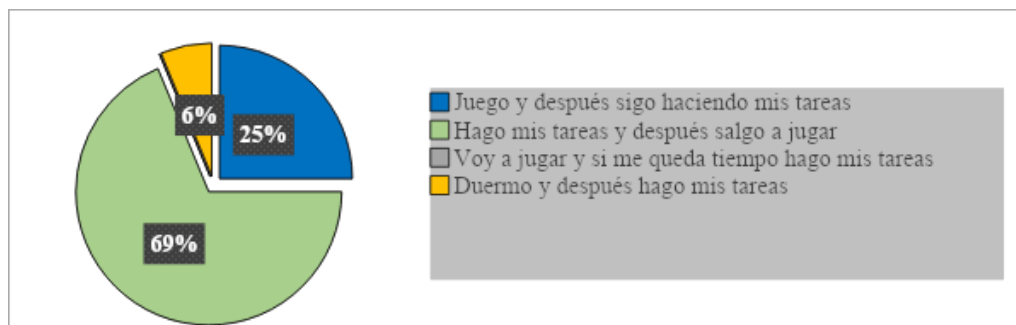 6%
25%
69%
Juego y después sigo haciendo mis tareas
Hago mis tareas y después salgo a jugar
Voy a jugar y si me queda tiempo hago mis tareas
Duermo y después hago mis tareas